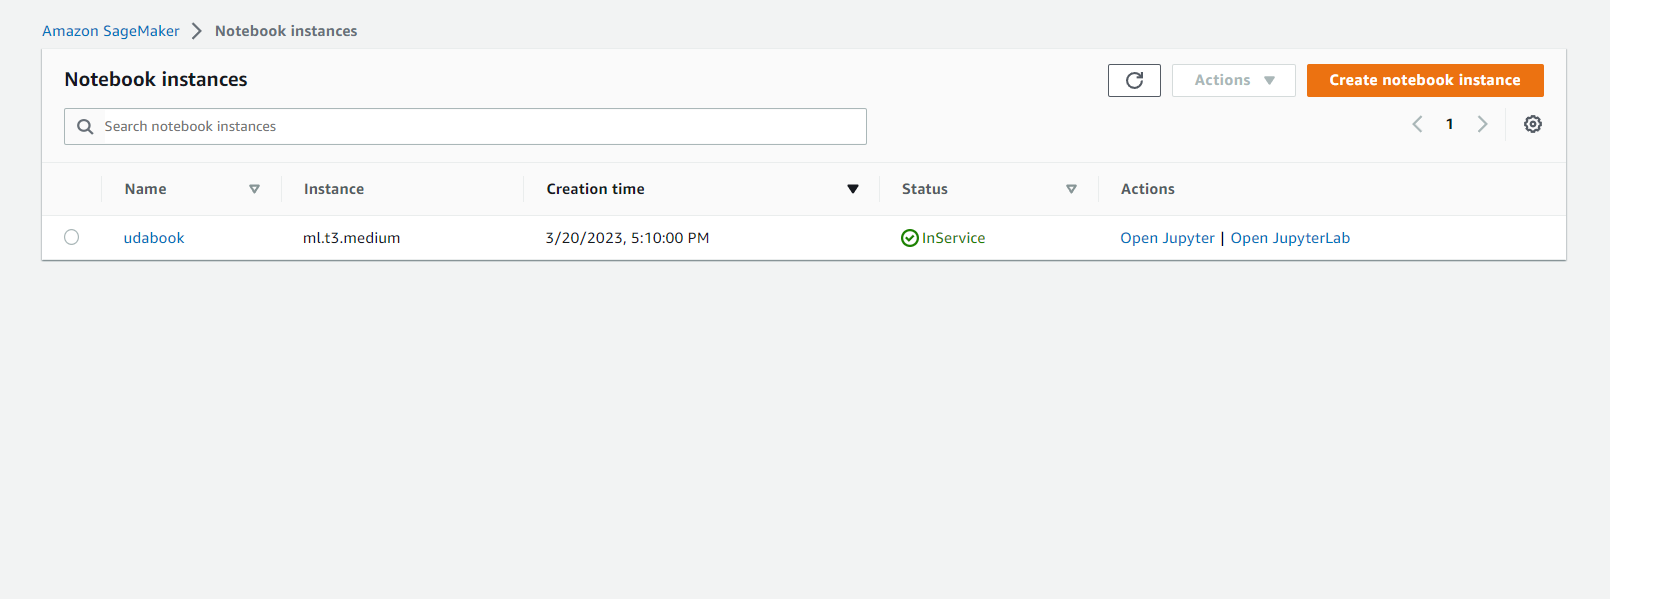 Amazon SageMaker > Notebook instances
Notebook instances
Actions
Create notebook instance
Search notebook instances
1
Name Instance Creation time Status Actions
udabook ml.t3.medium 3/20/2023, 5:10:00 PM InService Open Jupyter | Open JupyterLab